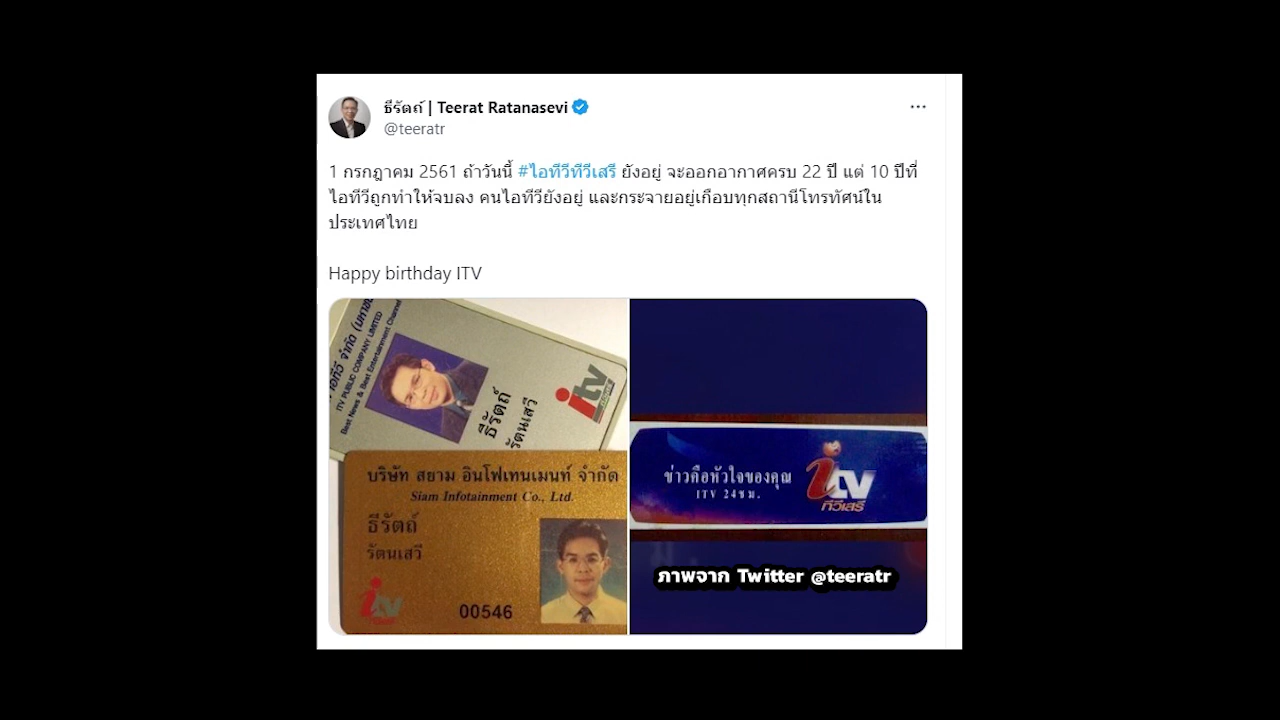 ธีรัตถ์ | Teerat Ratanasevi
@teeratr
1 กรกฎาคม 2561 ถ้าวันนี้ #ไอทีวีทีวีเสรี ยังอยู่ จะออกอากาศครบ 22 ปี แต่ 10 ปีที่
ไอทีวีถูกทำให้จบลง คนไอทีวียังอยู่ และกระจายอยู่เกือบทุกสถานีโทรทัศน์ใน
ประเทศไทย
Happy birthday ITV
จำกัด (มหาชน
ITV PUBLIC COMPANY LIMITED
Best News & Best Entertainment Channel
ธีรัตถ์
รัตนเสวี
itv
บริษัท สยาม อินโฟเทนเมนท์ จำกัด
Siam Infotainment Co., Ltd.
ธีรัตถ์
รัตนเสวี
itv
00546
ข่าวคือหัวใจของคุณ
ITV 24ชม.
itv
ทีวีเสรี
ภาพจาก Twitter @teeratr